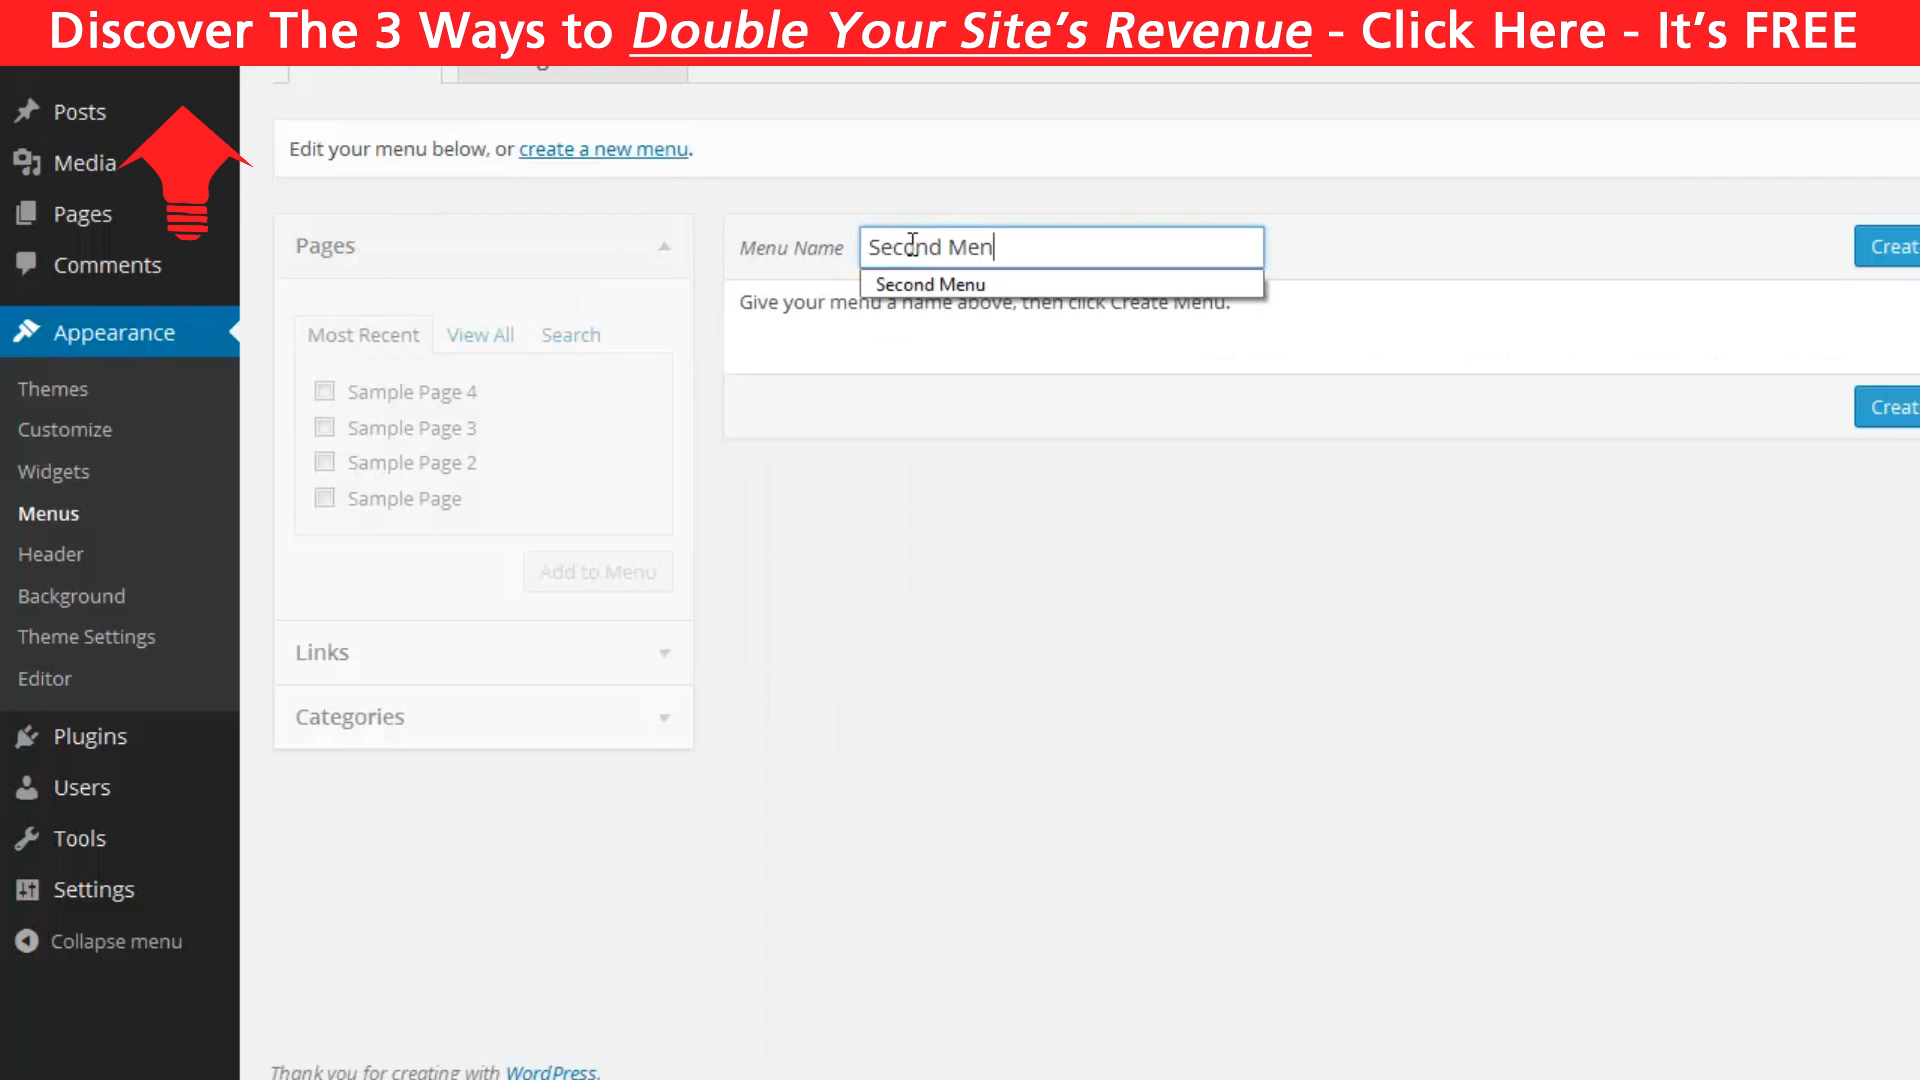 Discover The 3 Ways to Double Your Site's Revenue - Click Here - It's FREE
Posts
Media
Pages
Comments
Appearance
Themes
Customize
Widgets
Menus
Header
Background
Theme Settings
Editor
Plugins
Users
Tools
Settings
Collapse menu
Edit your menu below, or create a new menu.
Pages
Most Recent View All Search
Sample Page 4
Sample Page 3
Sample Page 2
Sample Page
Add to Menu
Links
Categories
Menu Name Second Men
Second Menu
Give your menu a name above, then click Create Menu.
Creat
Creat
Thank you for creating with WordPress.